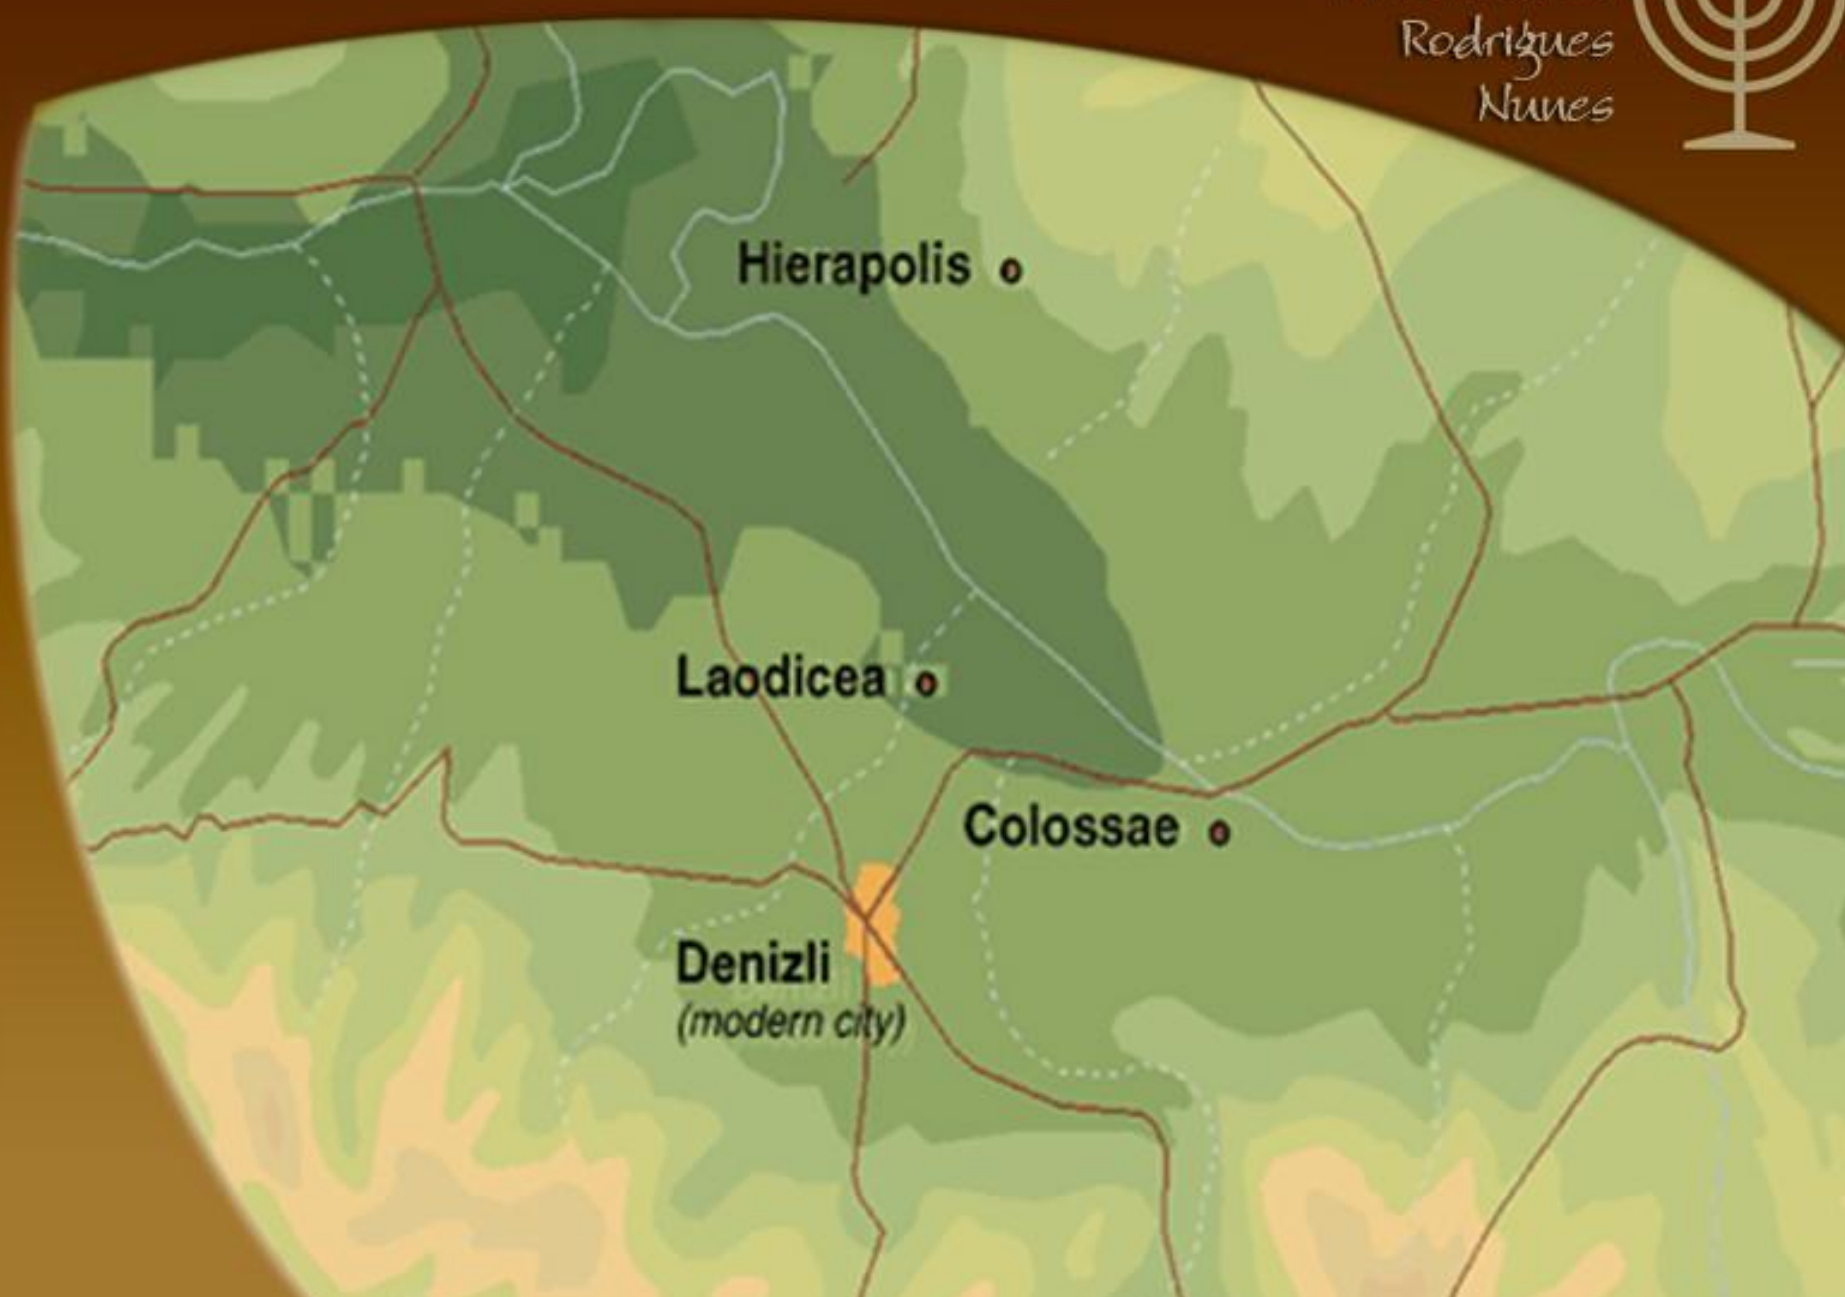 Rodrigues
Nunes
Hierapolis
Laodicea
Colossae
Denizli
(modern city)